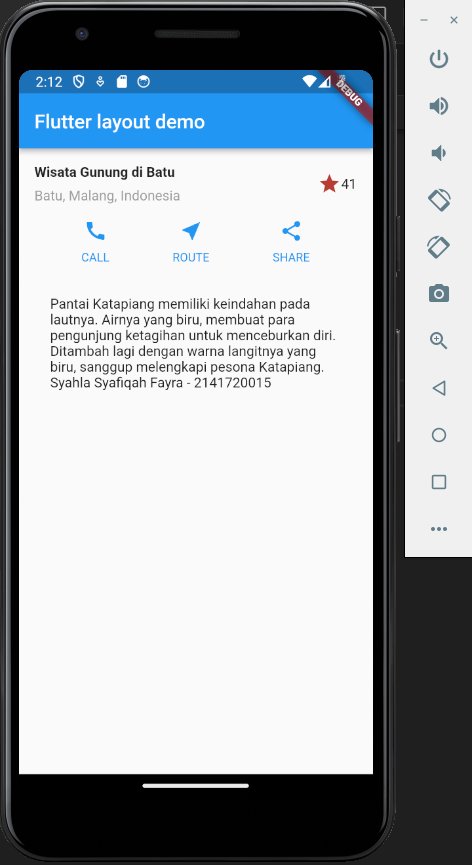 2:12
DEBUG
Flutter layout demo
Wisata Gunung di Batu
41
Batu, Malang, Indonesia
CALL ROUTE SHARE
Pantai Katapiang memiliki keindahan pada
lautnya. Airnya yang biru, membuat para
pengunjung ketagihan untuk menceburkan diri.
Ditambah lagi dengan warna langitnya yang
biru, sanggup melengkapi pesona Katapiang.
Syahla Syafiqah Fayra - 2141720015